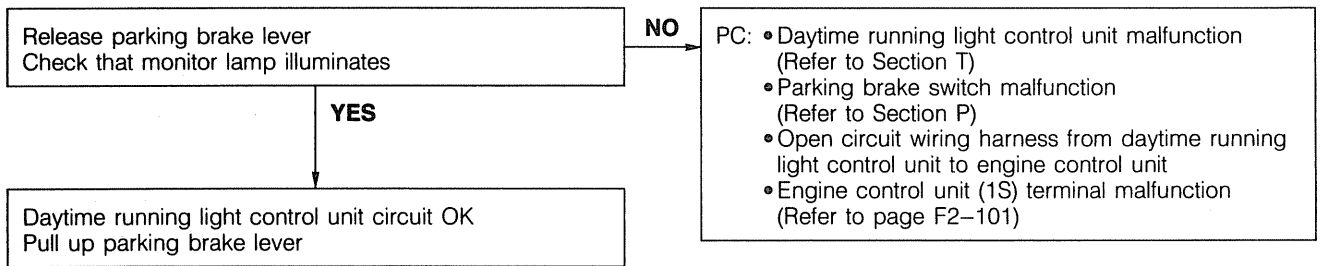 Release parking brake lever
Check that monitor lamp illuminates
NO
PC: • Daytime running light control unit malfunction
(Refer to Section T)
• Parking brake switch malfunction
(Refer to Section P)
• Open circuit wiring harness from daytime running
light control unit to engine control unit
• Engine control unit (1S) terminal malfunction
(Refer to page F2–101)
YES
Daytime running light control unit circuit OK
Pull up parking brake lever